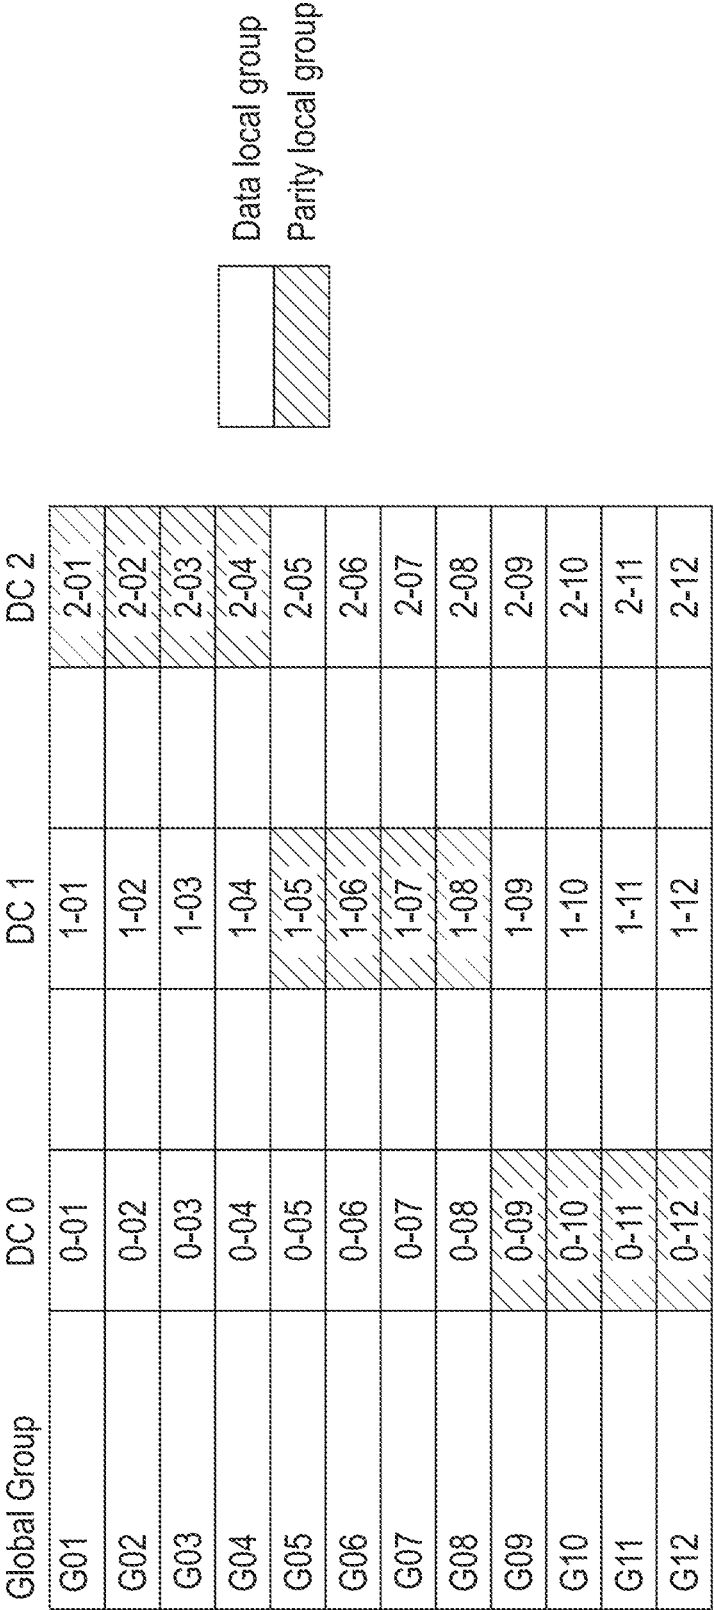 Global Group DC 0 DC 1 DC 2
G01 0-01 1-01 2-01
G02 0-02 1-02 2-02
G03 0-03 1-03 2-03
G04 0-04 1-04 2-04
G05 0-05 1-05 2-05
G06 0-06 1-06 2-06
G07 0-07 1-07 2-07
G08 0-08 1-08 2-08
G09 0-09 1-09 2-09
G10 0-10 1-10 2-10
G11 0-11 1-11 2-11
G12 0-12 1-12 2-12
Data local group
Parity local group